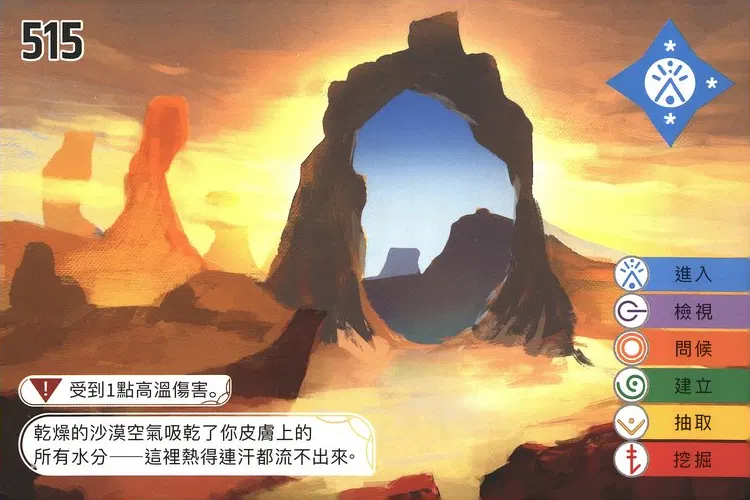 515
進入
檢視
問候
建立
抽取
挖掘
受到1點高溫傷害。
乾燥的沙漠空氣吸乾了你皮膚上的
所有水分——這裡熱得連汗都流不出來。